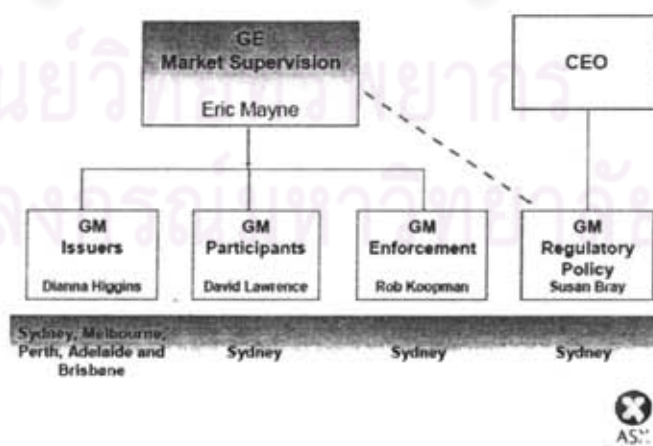 GE
Market Supervision
Eric Mayne
CEO
GM
Issuers
Dianna Higgins
GM
Participants
David Lawrence
GM
Enforcement
Rob Koopman
GM
Regulatory
Policy
Susan Bray
Sydney, Melbourne,
Perth, Adelaide and
Brisbane
Sydney
Sydney
Sydney
ASX